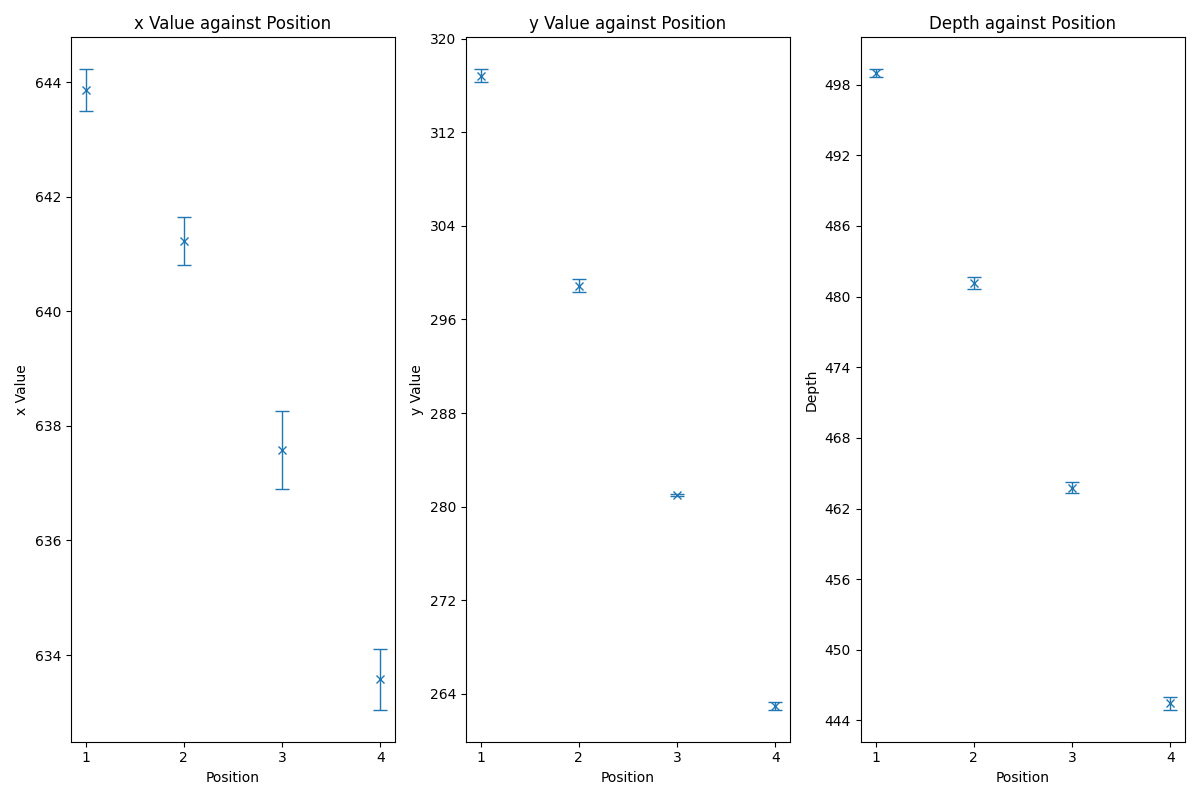 x Value against Position
644
642
640
638
636
634
x Value
1 2 3 4
Position
y Value against Position
320
312
304
296
288
280
272
264
y Value
1 2 3 4
Position
Depth against Position
498
492
486
480
474
468
462
456
450
444
Depth
1 2 3 4
Position